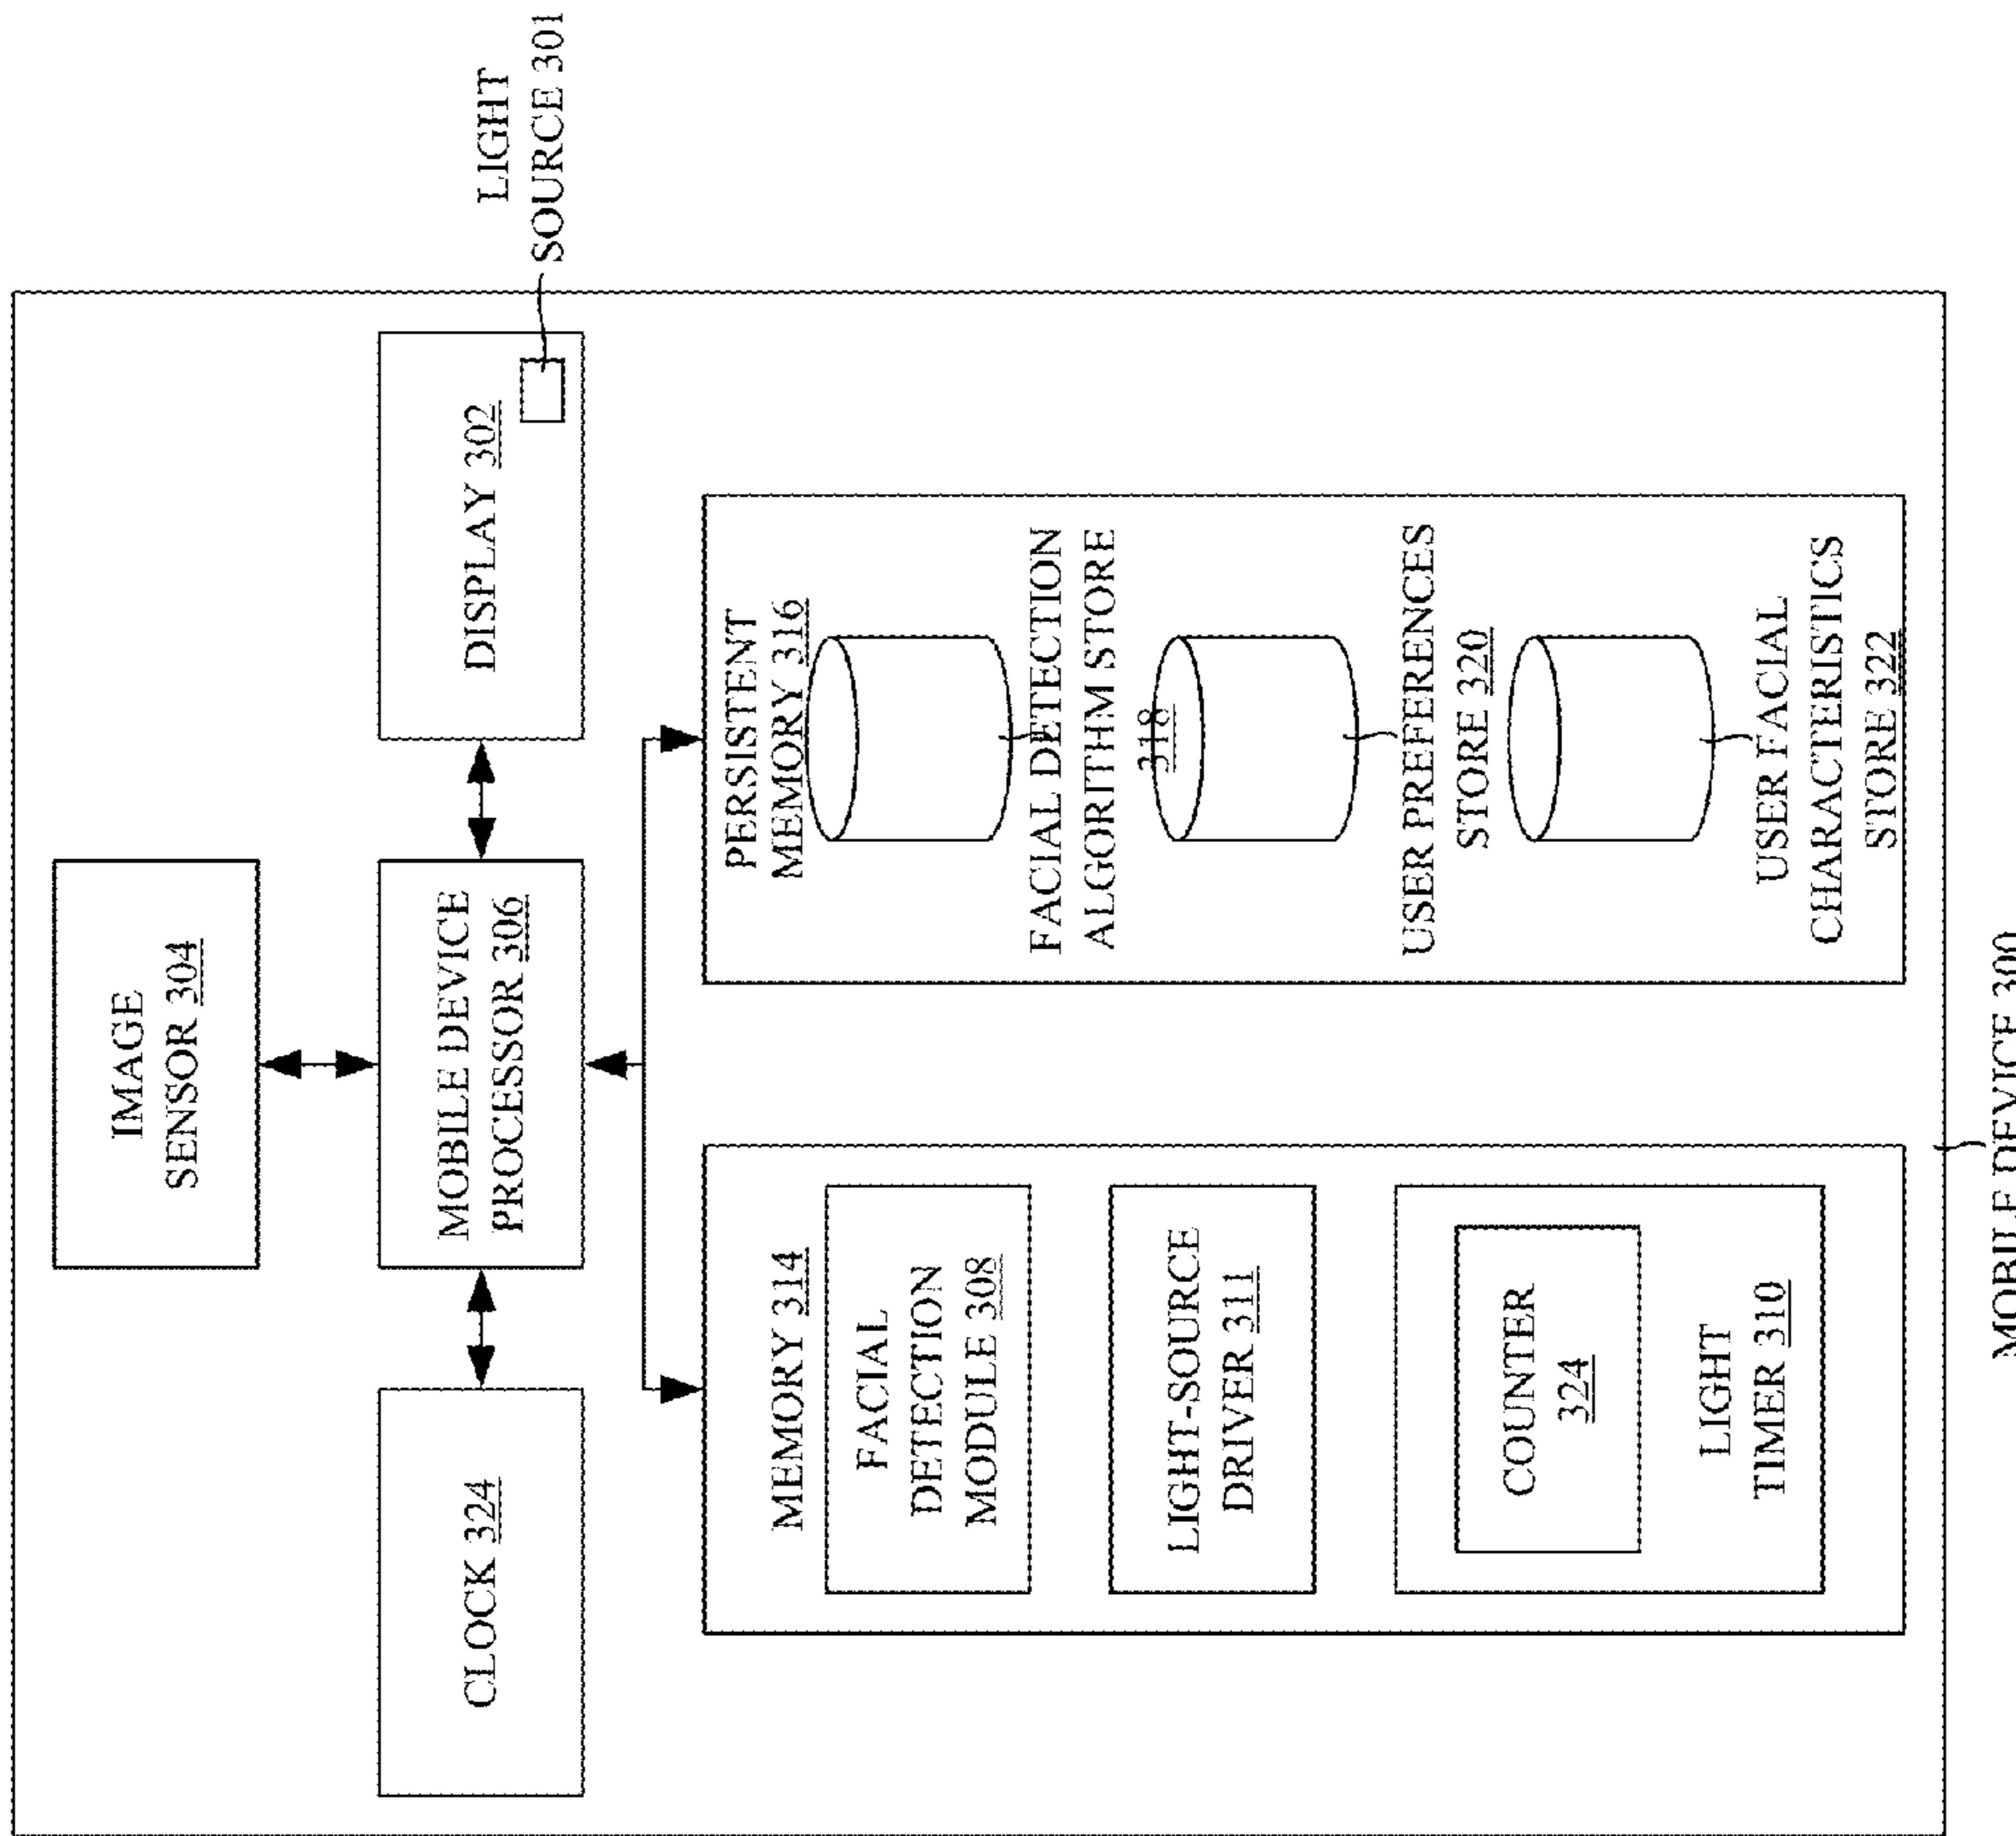 IMAGE
SENSOR 304
CLOCK 324
MOBILE DEVICE
PROCESSOR 306
DISPLAY 302
LIGHT
SOURCE 301
MEMORY 314
FACIAL
DETECTION
MODULE 308
LIGHT-SOURCE
DRIVER 311
COUNTER
324
LIGHT
TIMER 310
PERSISTENT
MEMORY 316
FACIAL DETECTION
ALGORITHM STORE
318
USER PREFERENCES
STORE 320
USER FACIAL
CHARACTERISTICS
STORE 322
MOBILE DEVICE 300